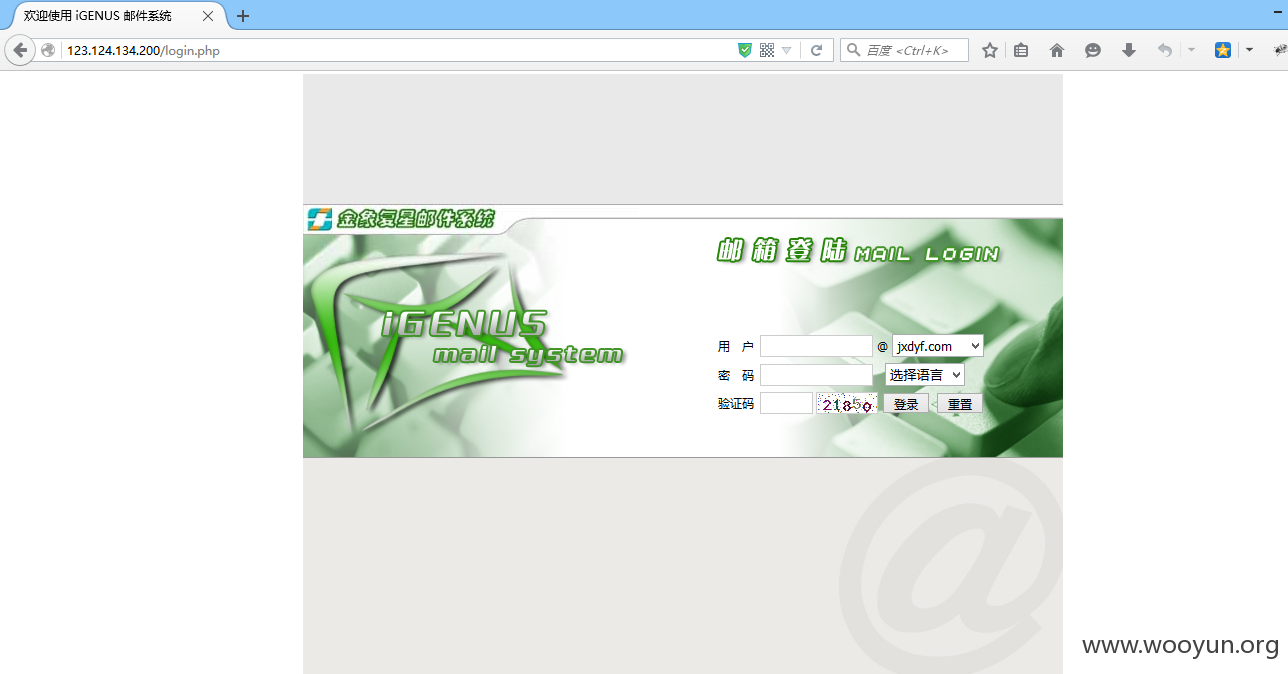 欢迎使用 iGENUS 邮件系统
123.124.134.200/login.php
百度 <Ctrl+K>
金象复星邮件系统
邮箱登陆 MAIL LOGIN
iGENUS
mail system
用 户 @ jxdyf.com
密 码 选择语言
验证码 21850 登录 重置
www.wooyun.org